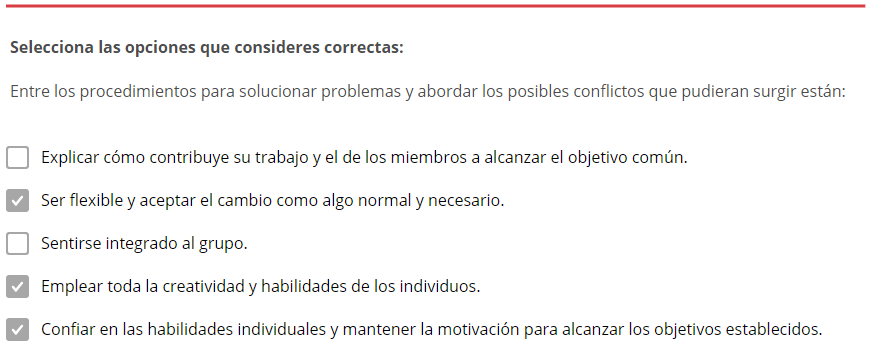 Selecciona las opciones que consideres correctas:
Entre los procedimientos para solucionar problemas y abordar los posibles conflictos que pudieran surgir están:
Explicar cómo contribuye su trabajo y el de los miembros a alcanzar el objetivo común.
Ser flexible y aceptar el cambio como algo normal y necesario.
Sentirse integrado al grupo.
Emplear toda la creatividad y habilidades de los individuos.
Confiar en las habilidades individuales y mantener la motivación para alcanzar los objetivos establecidos.